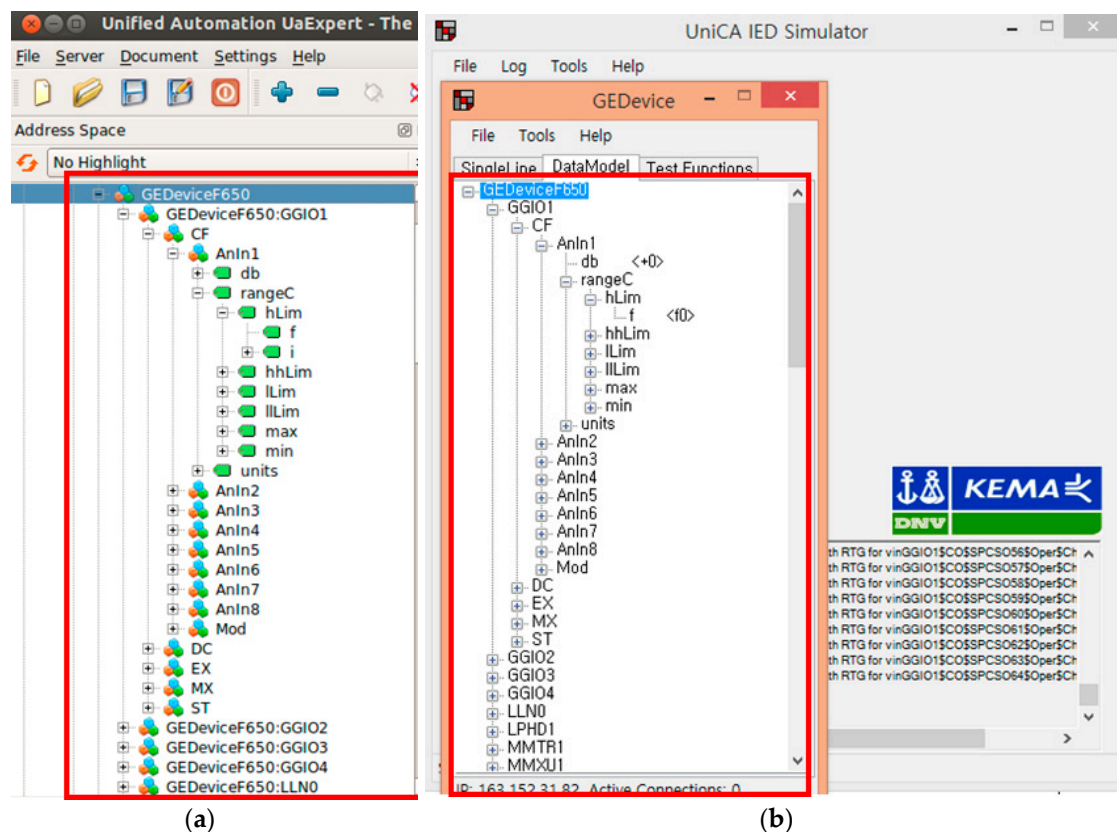 Unified Automation UaExpert - The
File Server Document Settings Help
Address Space
No Highlight
GEDeviceF650
GEDeviceF650:GGIO1
CF
AnIn1
db
rangeC
hLim
f
i
hhLim
lLim
llLim
max
min
units
AnIn2
AnIn3
AnIn4
AnIn5
AnIn6
AnIn7
AnIn8
Mod
DC
EX
MX
ST
GEDeviceF650:GGIO2
GEDeviceF650:GGIO3
GEDeviceF650:GGIO4
GEDeviceF650:LLN0
(a)
UniCA IED Simulator
File Log Tools Help
GEDevice
File Tools Help
SingleLine DataModel Test Functions
GEDeviceF650
GGIO1
CF
AnIn1
db <+0>
rangeC
hLim
f <f0>
hhLim
lLim
llLim
max
min
units
AnIn2
AnIn3
AnIn4
AnIn5
AnIn6
AnIn7
AnIn8
Mod
DC
EX
MX
ST
GGIO2
GGIO3
GGIO4
LLN0
LPHD1
MMTR1
MMXU1
IP: 163.152.31.82 Active Connections: 0
KEMA
DNV
th RTG for vinGGIO1$CO$SPCSO56$Oper$Ch
th RTG for vinGGIO1$CO$SPCSO57$Oper$Ch
th RTG for vinGGIO1$CO$SPCSO58$Oper$Ch
th RTG for vinGGIO1$CO$SPCSO59$Oper$Ch
th RTG for vinGGIO1$CO$SPCSO60$Oper$Ch
th RTG for vinGGIO1$CO$SPCSO61$Oper$Ch
th RTG for vinGGIO1$CO$SPCSO62$Oper$Ch
th RTG for vinGGIO1$CO$SPCSO63$Oper$Ch
th RTG for vinGGIO1$CO$SPCSO64$Oper$Ch
(b)